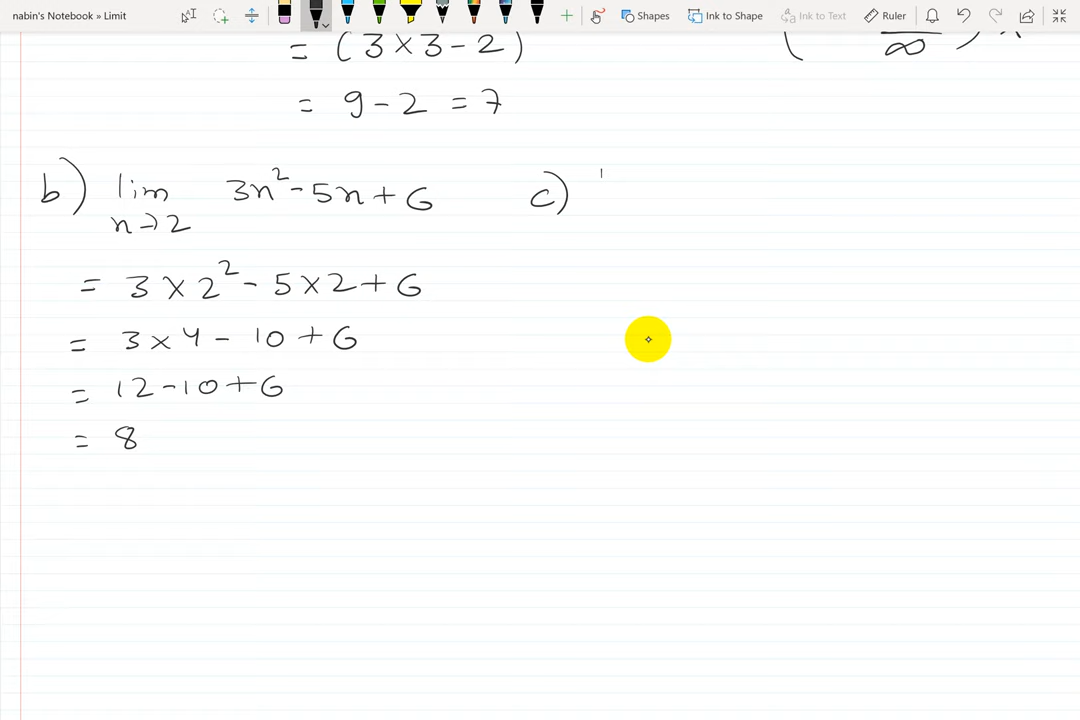 nabin's Notebook » Limit
Shapes
Ink to Shape
Ink to Text
Ruler
= (3×3-2)
∞
= 9-2 = 7
b) lim 3n²-5n+6
n→2
c)
= 3×2²-5×2+6
= 3×4-10+6
= 12-10+6
= 8